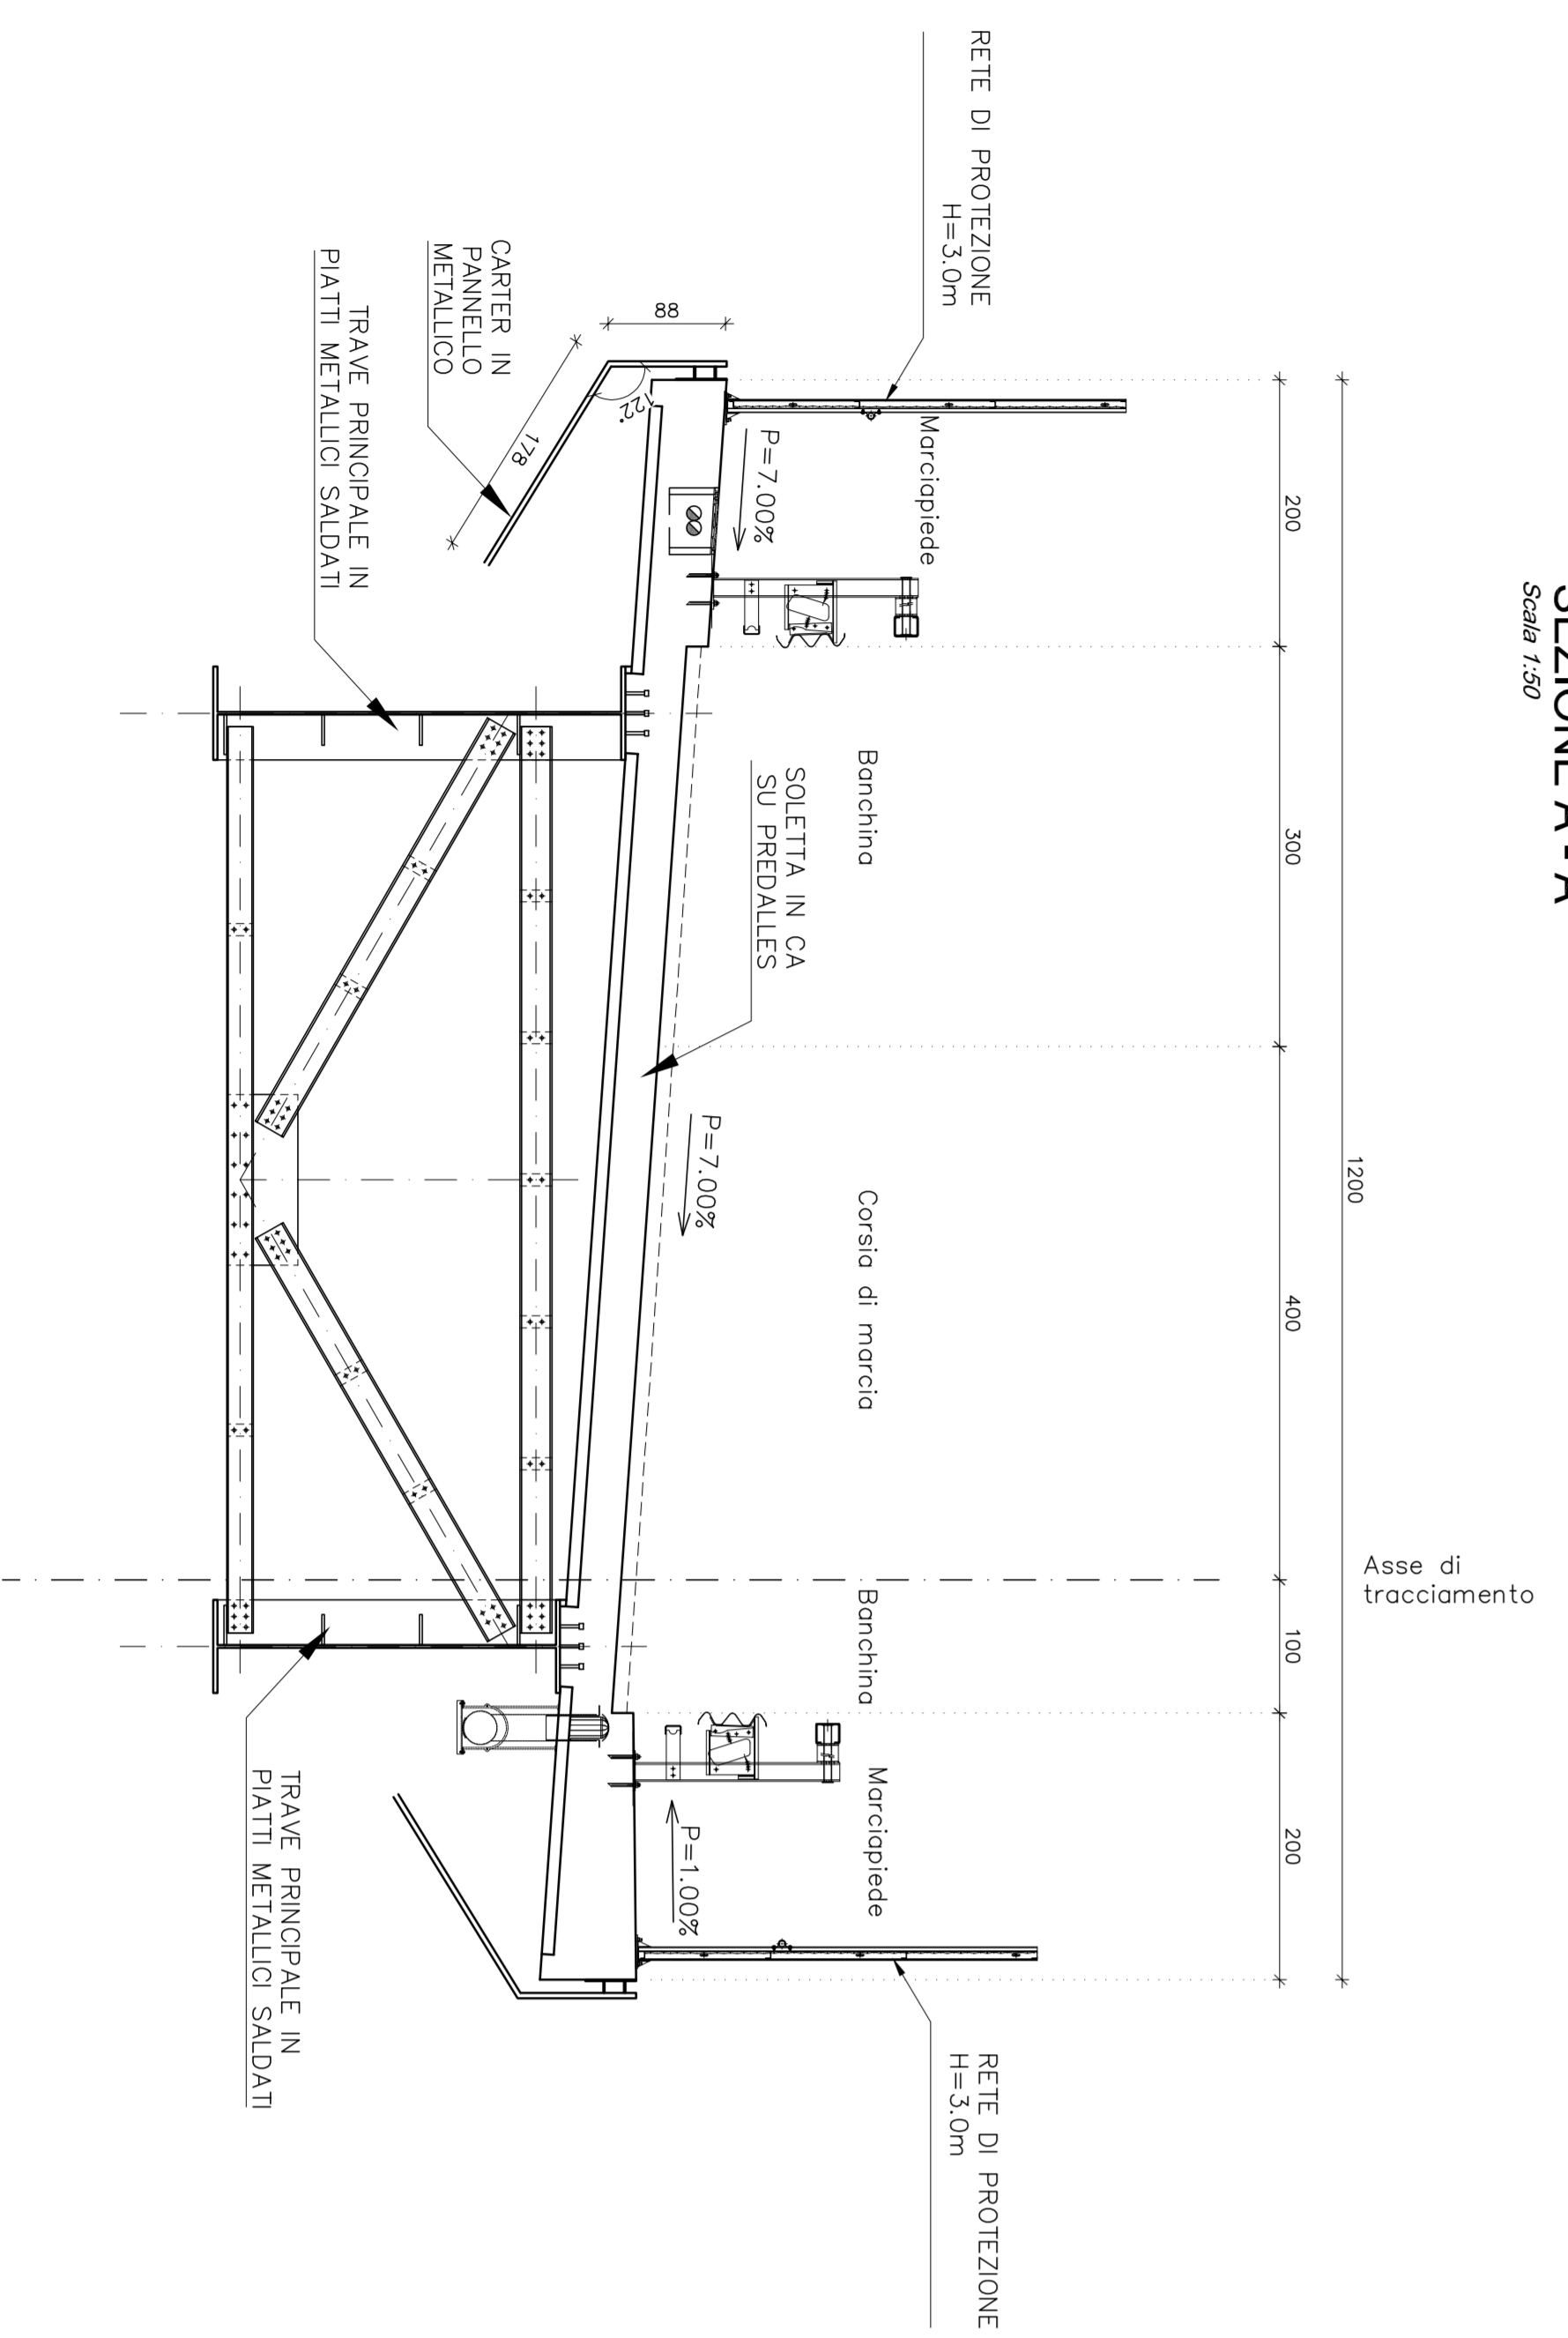 SEZIONE A-A
Scala 1:50
Asse di
tracciamento
1200
200
300
400
100
200
RETE DI PROTEZIONE
H=3.0m
Marciapiede
Banchina
Corsia di marcia
Banchina
Marciapiede
RETE DI PROTEZIONE
H=3.0m
P=7.00%
SOLETTA IN CA
SU PREDALLES
P=7.00%
P=1.00%
88
122°
178
CARTER IN
PANNELLO
METALLICO
TRAVE PRINCIPALE IN
PIATTI METALLICI SALDATI
TRAVE PRINCIPALE IN
PIATTI METALLICI SALDATI